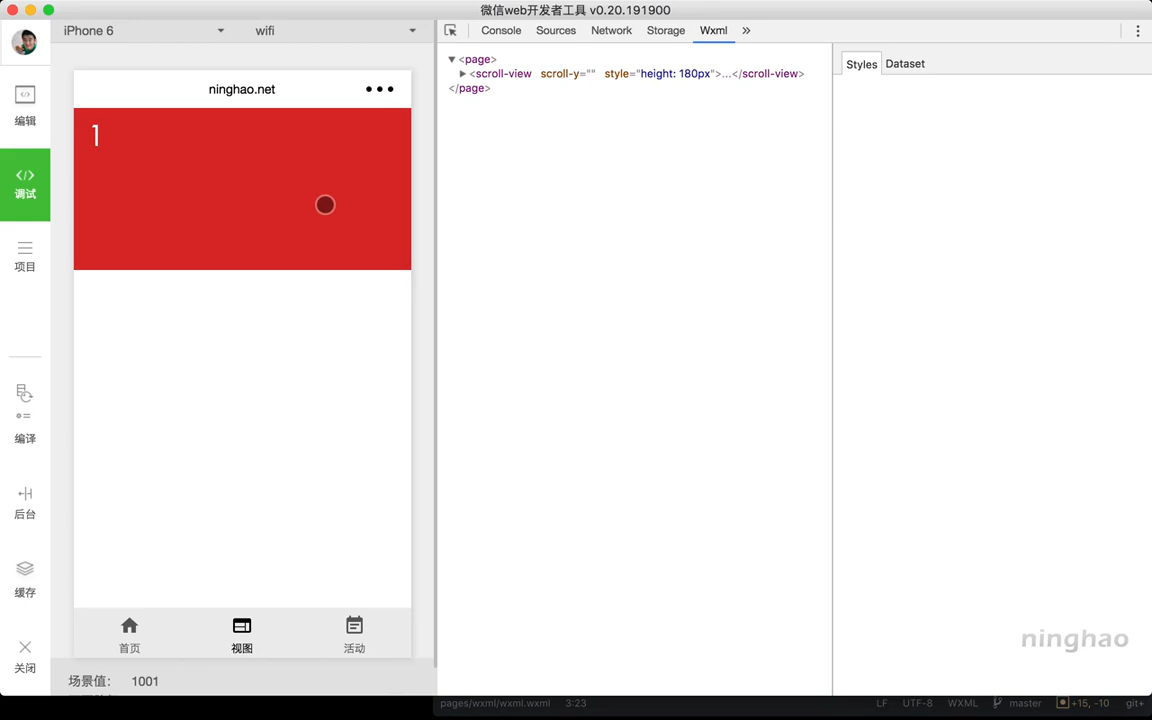 微信web开发者工具 v0.20.191900
iPhone 6
wifi
Console Sources Network Storage Wxml »
编辑
调试
项目
编译
后台
缓存
关闭
ninghao.net
1
首页
视图
活动
场景值: 1001
▼<page>
▶<scroll-view scroll-y="" style="height: 180px">…</scroll-view>
</page>
Styles Dataset
ninghao
pages/wxml/wxml.wxml 3:23
LF UTF-8 WXML master +15, -10 git+